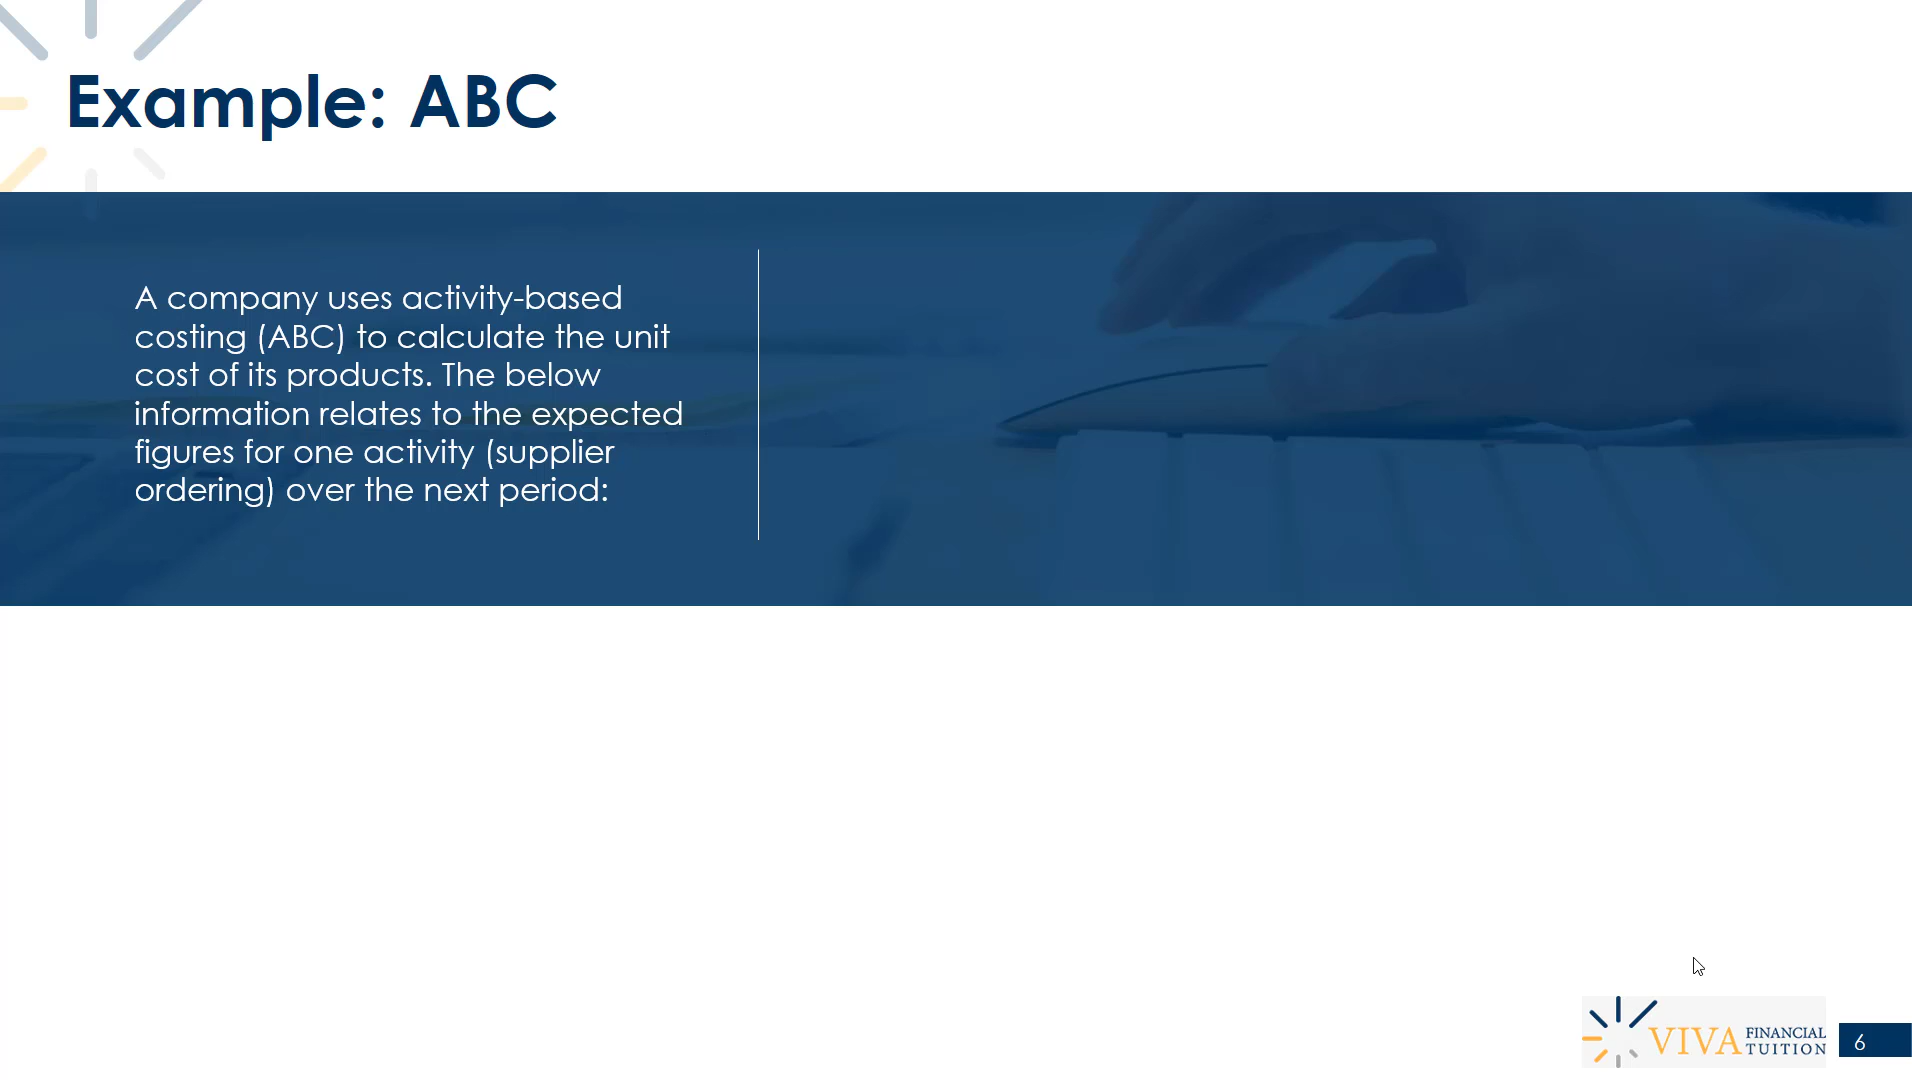 Example: ABC
A company uses activity-based
costing (ABC) to calculate the unit
cost of its products. The below
information relates to the expected
figures for one activity (supplier
ordering) over the next period:
VIVA FINANCIAL
TUITION
6